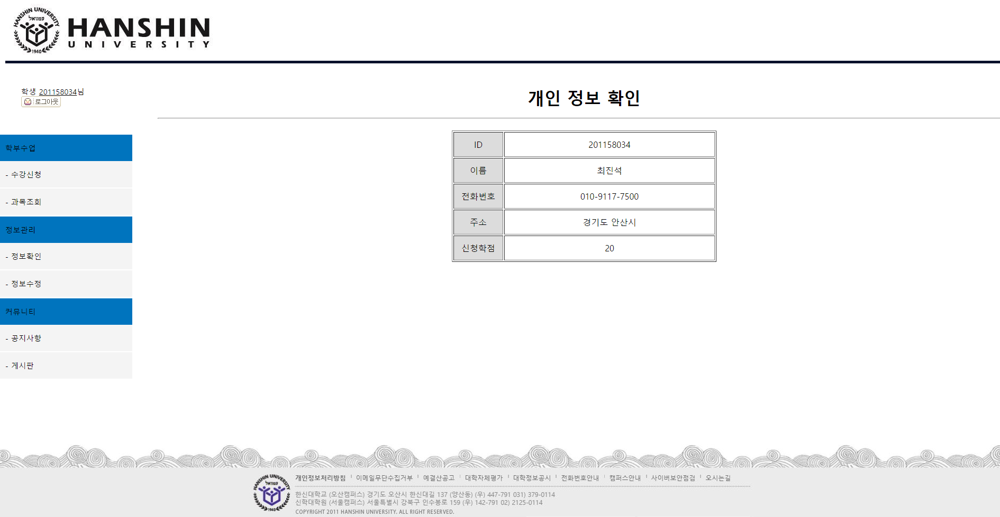 HANSHIN UNIVERSITY
עמנואל
1940
HANSHIN
UNIVERSITY
학생 201158034님
로그아웃
학부수업
- 수강신청
- 과목조회
정보관리
- 정보확인
- 정보수정
커뮤니티
- 공지사항
- 게시판
개인 정보 확인
ID 201158034
이름 최진석
전화번호 010-9117-7500
주소 경기도 안산시
신청학점 20
HANSHIN UNIVERSITY
עמנואל
1940
개인정보처리방침 이메일무단수집거부 예결산공고 대학자체평가 대학정보공시 전화번호안내 캠퍼스안내 사이버보안점검 오시는길
한신대학교 (오산캠퍼스) 경기도 오산시 한신대길 137 (양산동) (우) 447-791 031) 379-0114
신학대학원 (서울캠퍼스) 서울특별시 강북구 인수봉로 159 (우) 142-791 02) 2125-0114
COPYRIGHT 2011 HANSHIN UNIVERSITY. ALL RIGHT RESERVED.